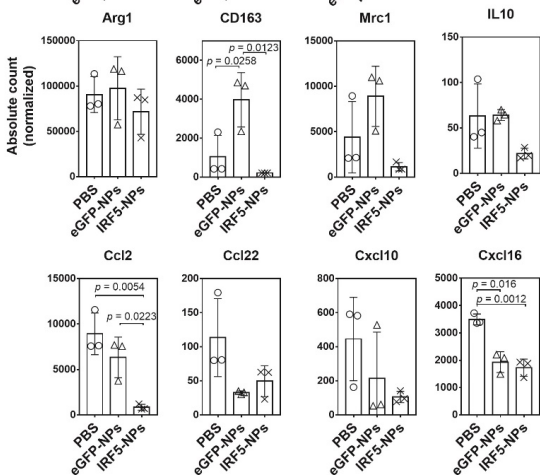 Arg1 CD163 Mrc1 IL10
Absolute count
(normalized)
150000
100000
50000
0
PBS
eGFP-NPs
IRF5-NPs
6000
4000
2000
0
p = 0.0123
p = 0.0258
PBS
eGFP-NPs
IRF5-NPs
15000
10000
5000
0
PBS
eGFP-NPs
IRF5-NPs
150
100
50
0
PBS
eGFP-NPs
IRF5-NPs
Ccl2 Ccl22 Cxcl10 Cxcl16
15000
10000
5000
0
p = 0.0054
p = 0.0223
PBS
eGFP-NPs
IRF5-NPs
200
150
100
50
0
PBS
eGFP-NPs
IRF5-NPs
800
600
400
200
0
PBS
eGFP-NPs
IRF5-NPs
5000
4000
3000
2000
1000
0
p = 0.016
p = 0.0012
PBS
eGFP-NPs
IRF5-NPs